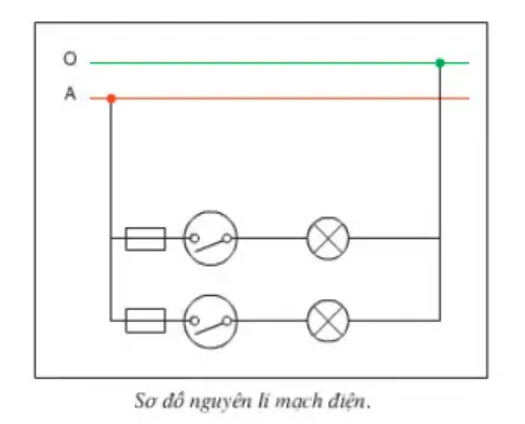 O
A
Sơ đồ nguyên lí mạch điện.